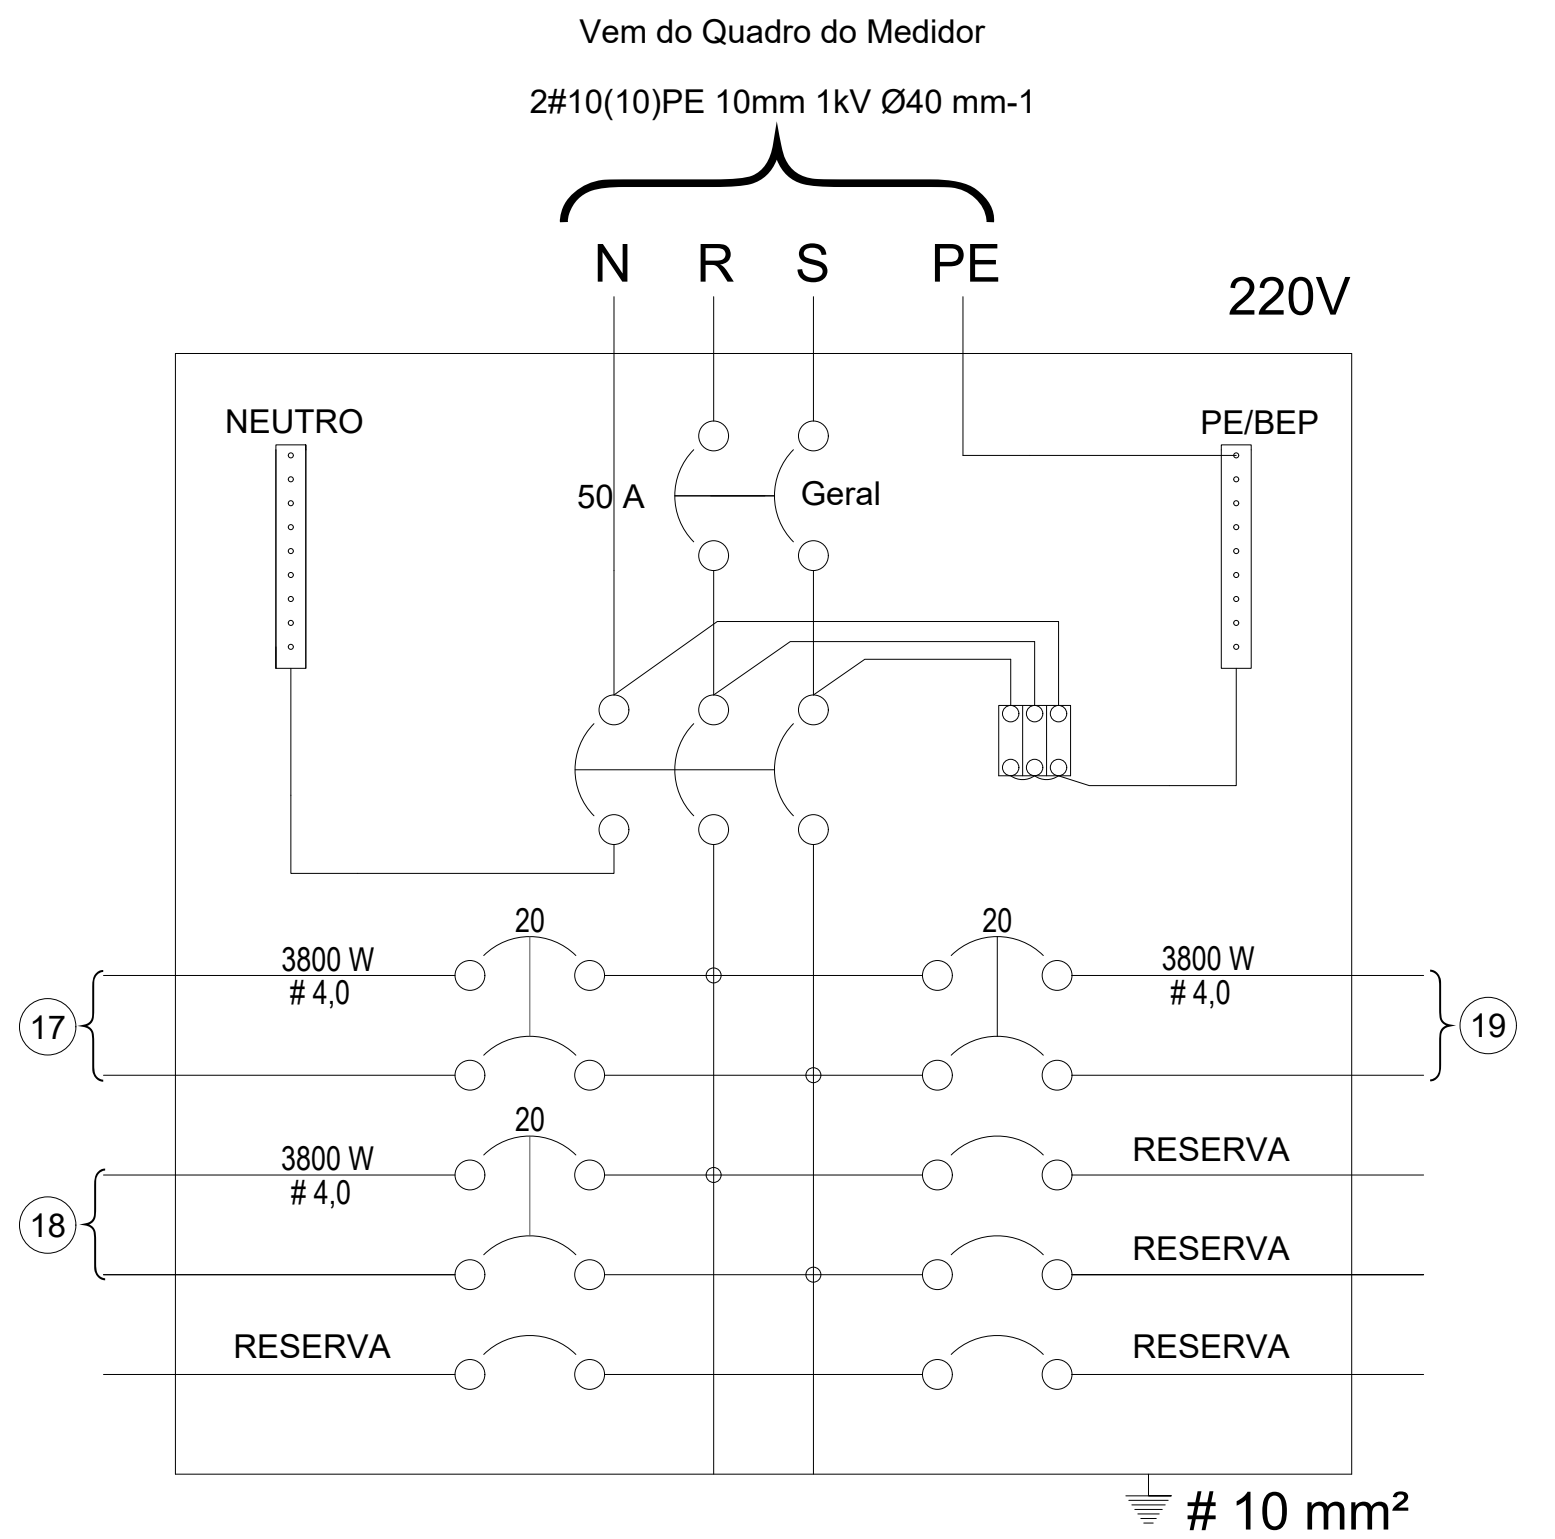 Vem do Quadro do Medidor
2#10(10)PE 10mm 1kV Ø40 mm-1
N R S PE
220V
NEUTRO
PE/BEP
50 A
Geral
20
20
3800 W
# 4,0
3800 W
# 4,0
17
19
20
3800 W
# 4,0
RESERVA
18
RESERVA
RESERVA
RESERVA
# 10 mm²